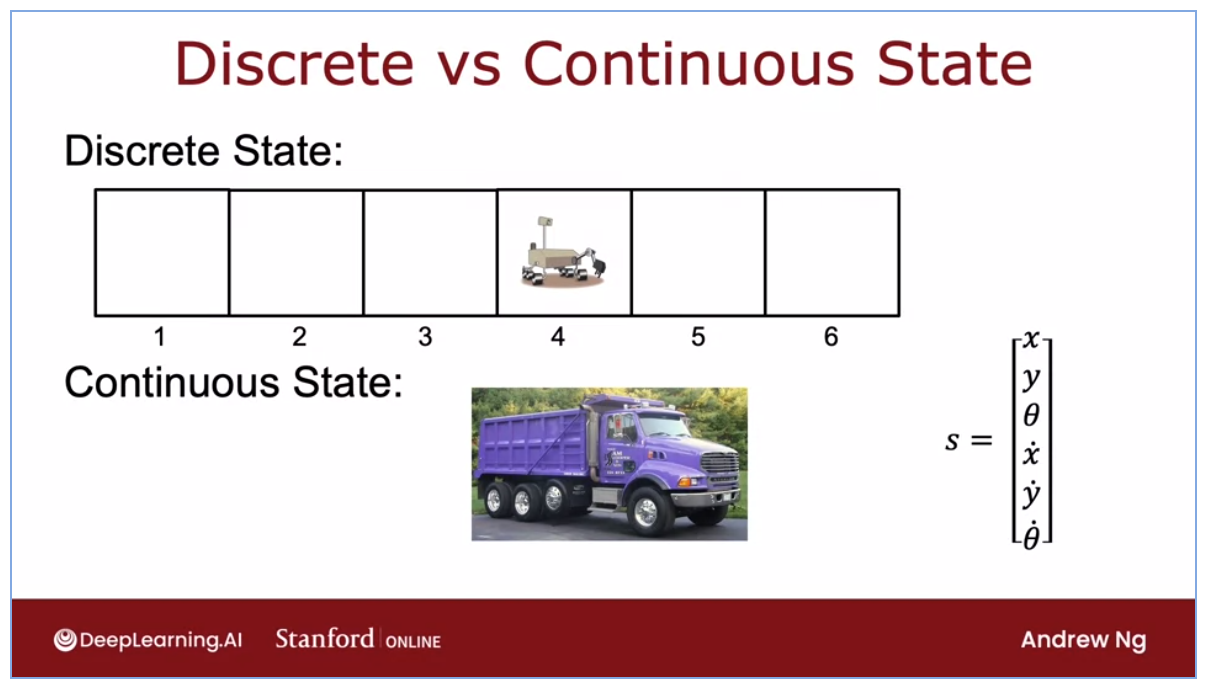 Discrete vs Continuous State
Discrete State:
1 2 3 4 5 6
Continuous State:
s =
x
y
θ
ẋ
ẏ
θ̇
DeepLearning.AI Stanford ONLINE Andrew Ng